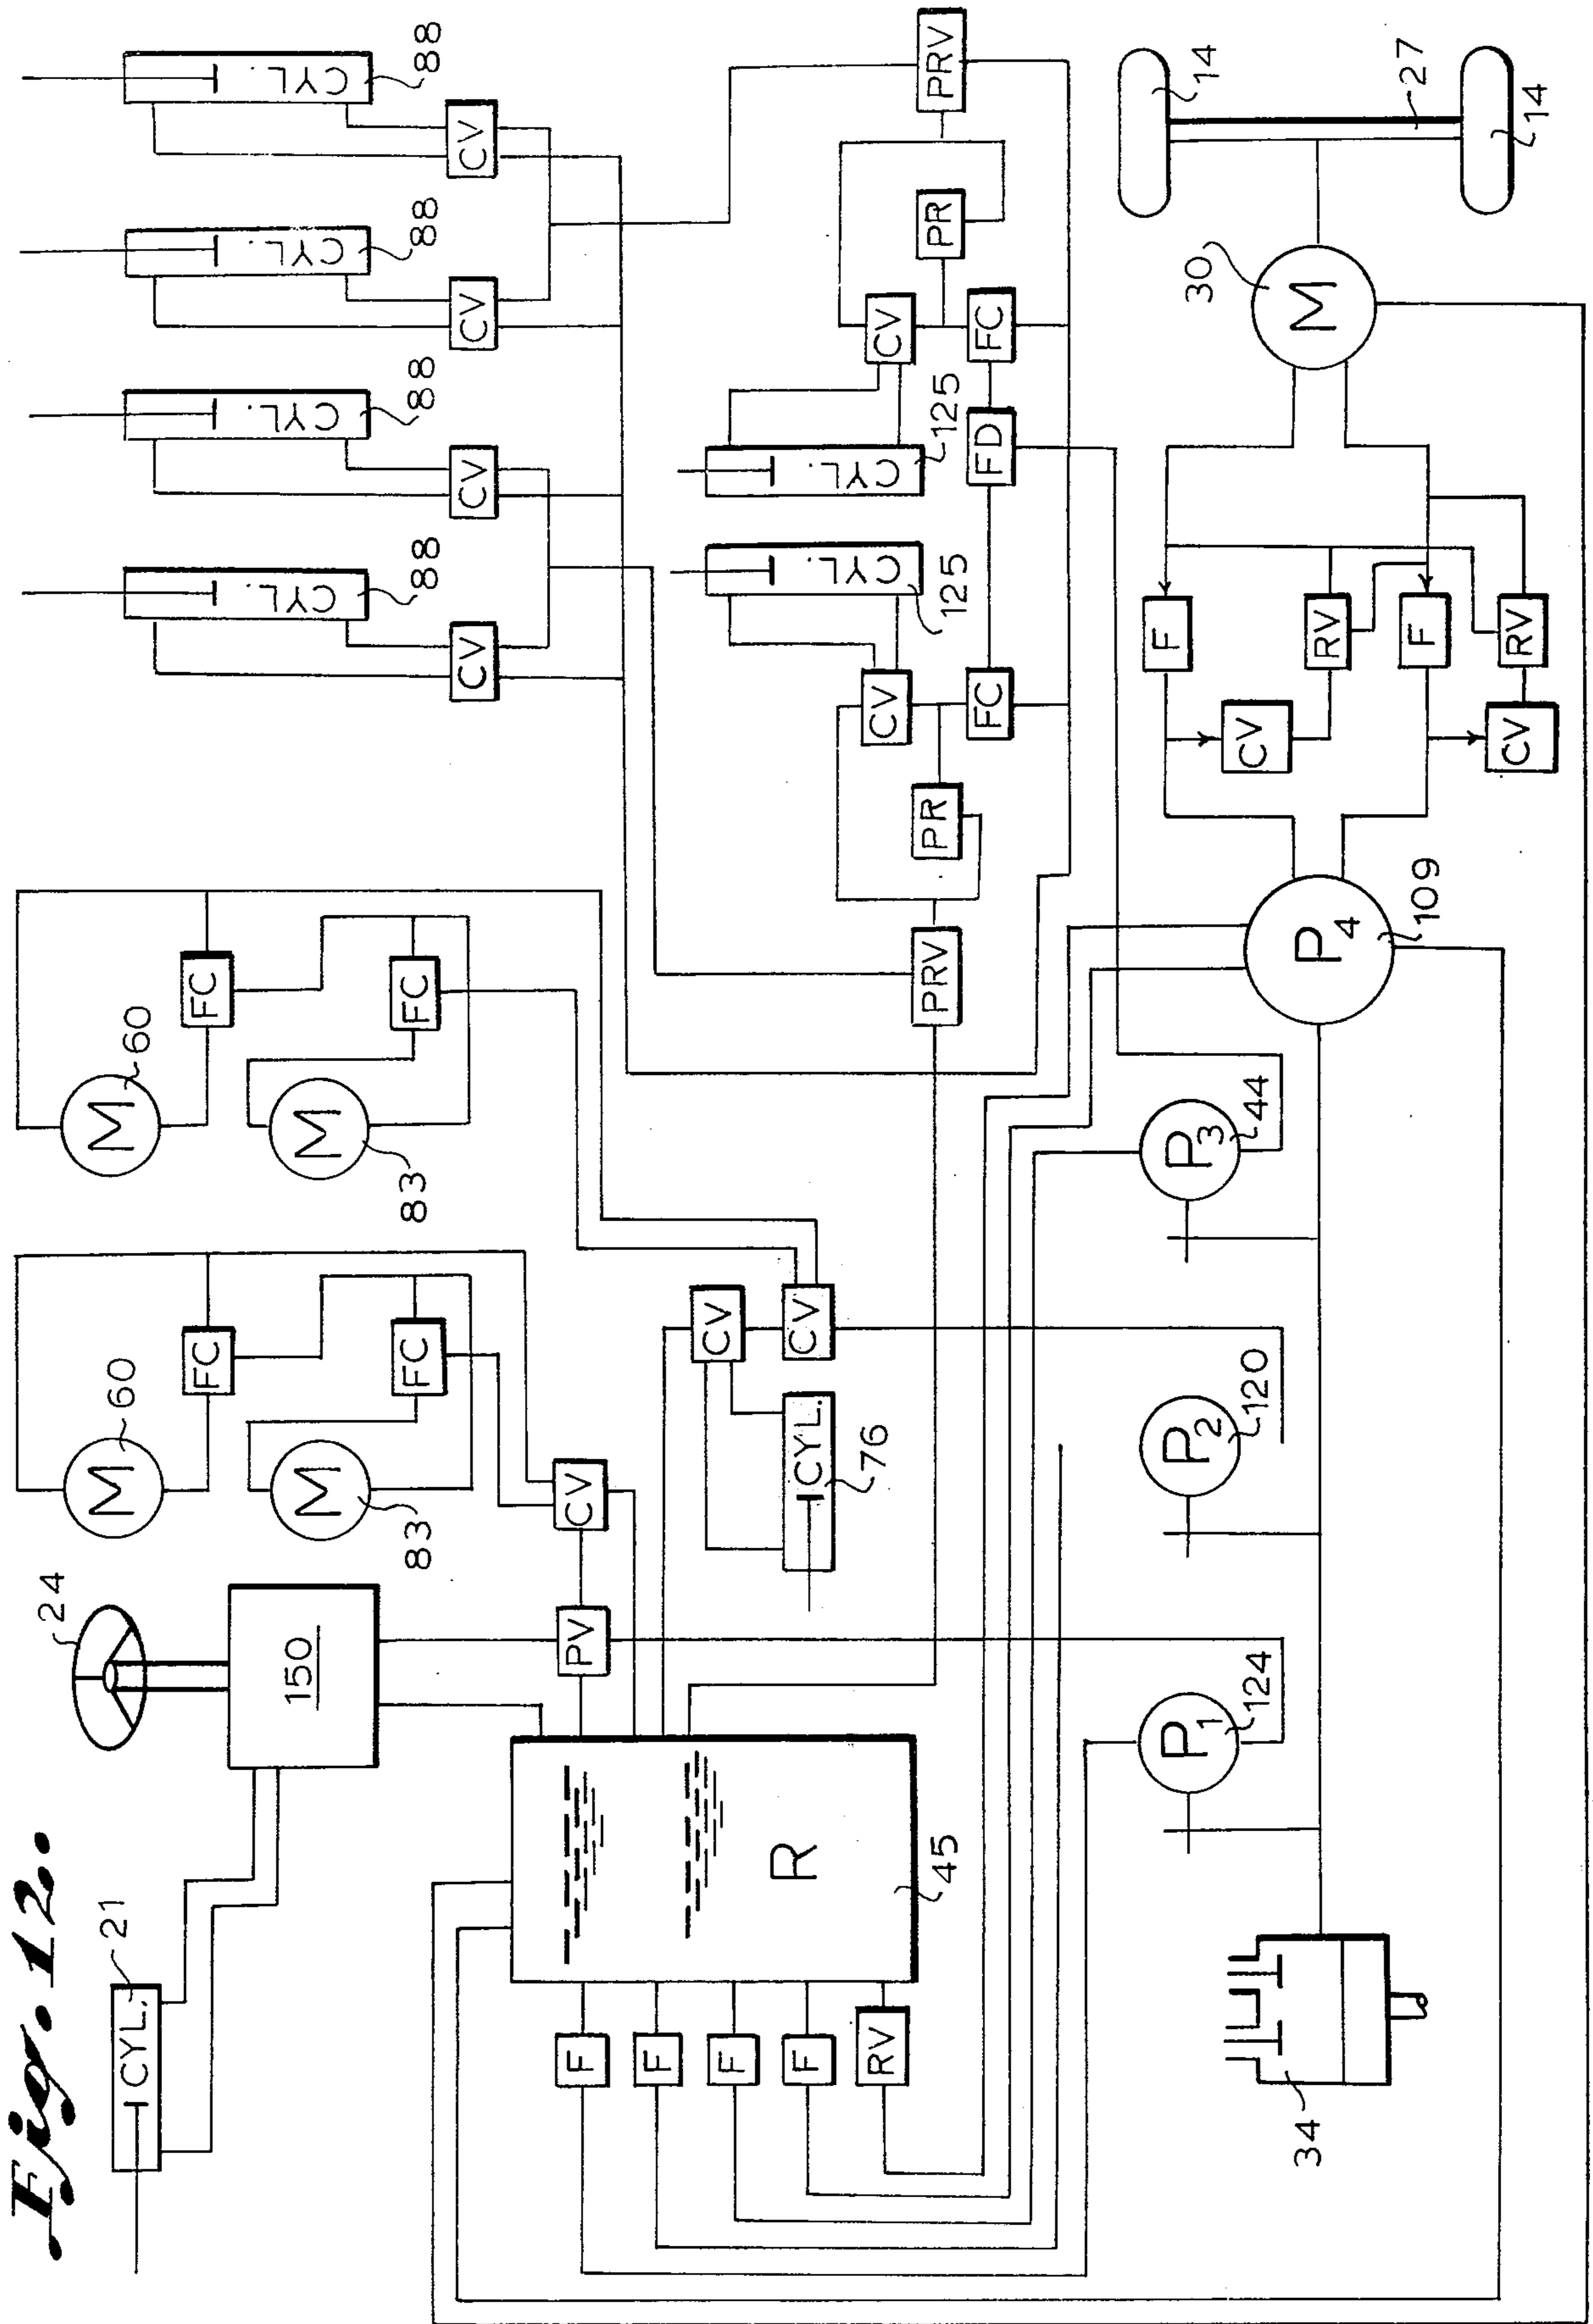 Fig. 12.
21
CYL.
24
150
60
M
FC
83
M
FC
60
M
FC
83
M
FC
88
CYL.
CV
88
CYL.
CV
88
CYL.
CV
88
CYL.
CV
PV
CV
CV
CV
CYL.
76
R
45
F
F
F
F
RV
PRV
PR
CV
FC
CYL.
125
FD
CYL.
125
CV
FC
PR
PRV
34
P1
124
P2
120
P3
44
P4
109
F
CV
RV
F
CV
RV
M
30
14
27
14